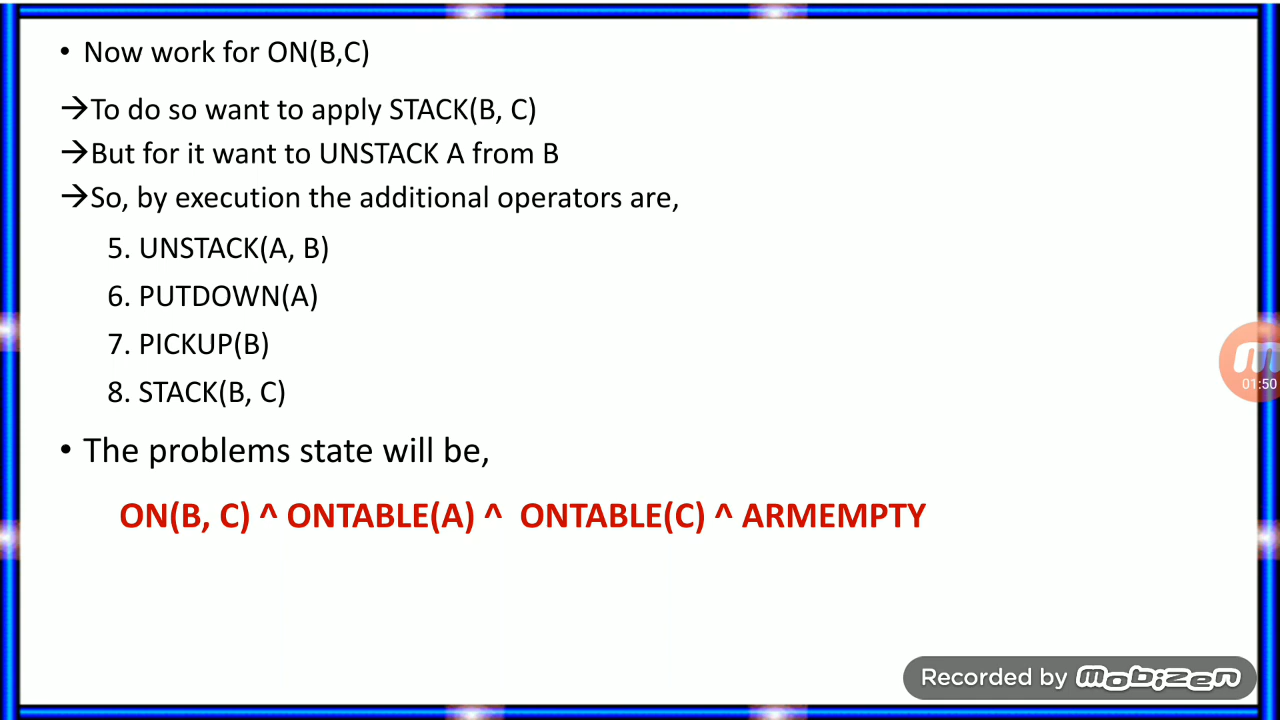 • Now work for ON(B,C)
→To do so want to apply STACK(B, C)
→But for it want to UNSTACK A from B
→So, by execution the additional operators are,
5. UNSTACK(A, B)
6. PUTDOWN(A)
7. PICKUP(B)
8. STACK(B, C)
• The problems state will be,
ON(B, C) ^ ONTABLE(A) ^ ONTABLE(C) ^ ARMEMPTY
01:50
Recorded by Mobizen